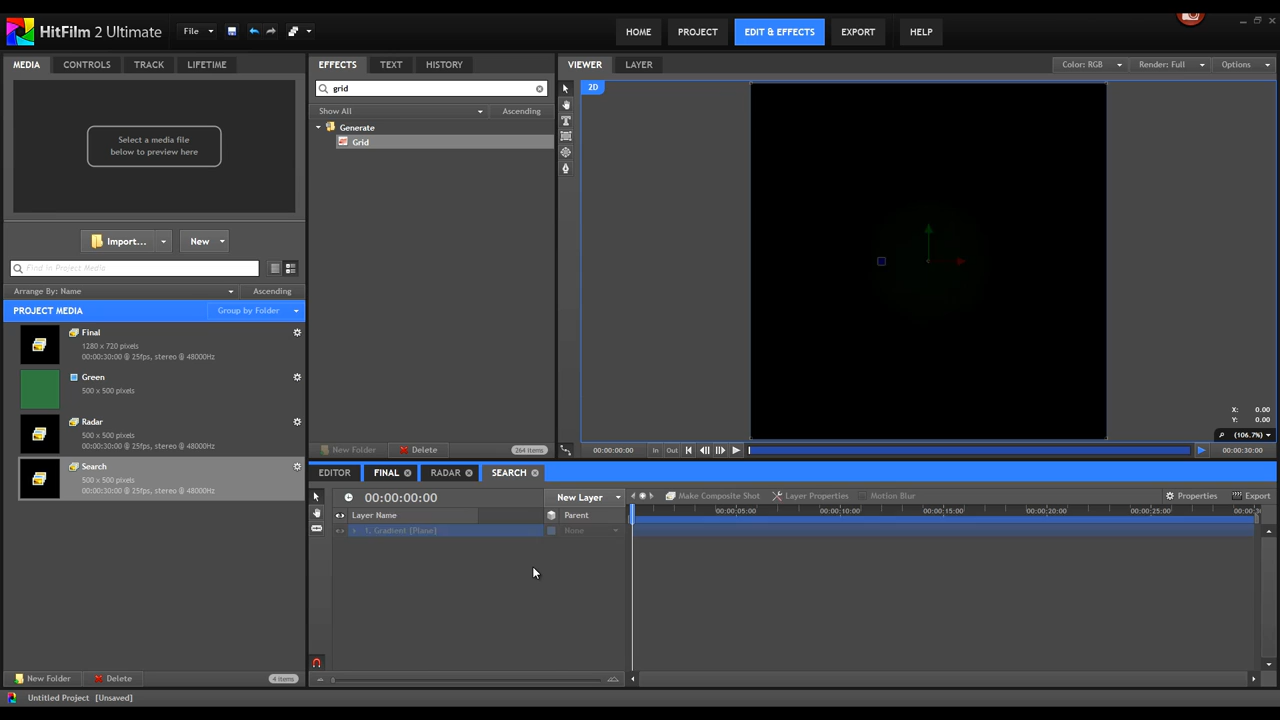 HitFilm 2 Ultimate
File
HOME
PROJECT
EDIT & EFFECTS
EXPORT
HELP
MEDIA
CONTROLS
TRACK
LIFETIME
EFFECTS
TEXT
HISTORY
VIEWER
LAYER
Color: RGB
Render: Full
Options
grid
2D
Show All
Ascending
Generate
Grid
Select a media file
below to preview here
Import...
New
Find in Project Media
Arrange By: Name
Ascending
PROJECT MEDIA
Group by Folder
Final
1280 x 720 pixels
00:00:30:00 @ 25fps, stereo @ 48000Hz
Green
500 x 500 pixels
Radar
500 x 500 pixels
00:00:30:00 @ 25fps, stereo @ 48000Hz
Search
500 x 500 pixels
00:00:30:00 @ 25fps, stereo @ 48000Hz
New Folder
Delete
4 items
New Folder
Delete
264 items
X: 0.00
Y: 0.00
(106.7%)
00:00:00:00
In
Out
00:00:30:00
EDITOR
FINAL
RADAR
SEARCH
00:00:00:00
New Layer
Make Composite Shot
Layer Properties
Motion Blur
Properties
Export
Layer Name
Parent
00:00:05:00
00:00:10:00
00:00:15:00
00:00:20:00
00:00:25:00
1. Gradient [Plane]
None
Untitled Project [Unsaved]